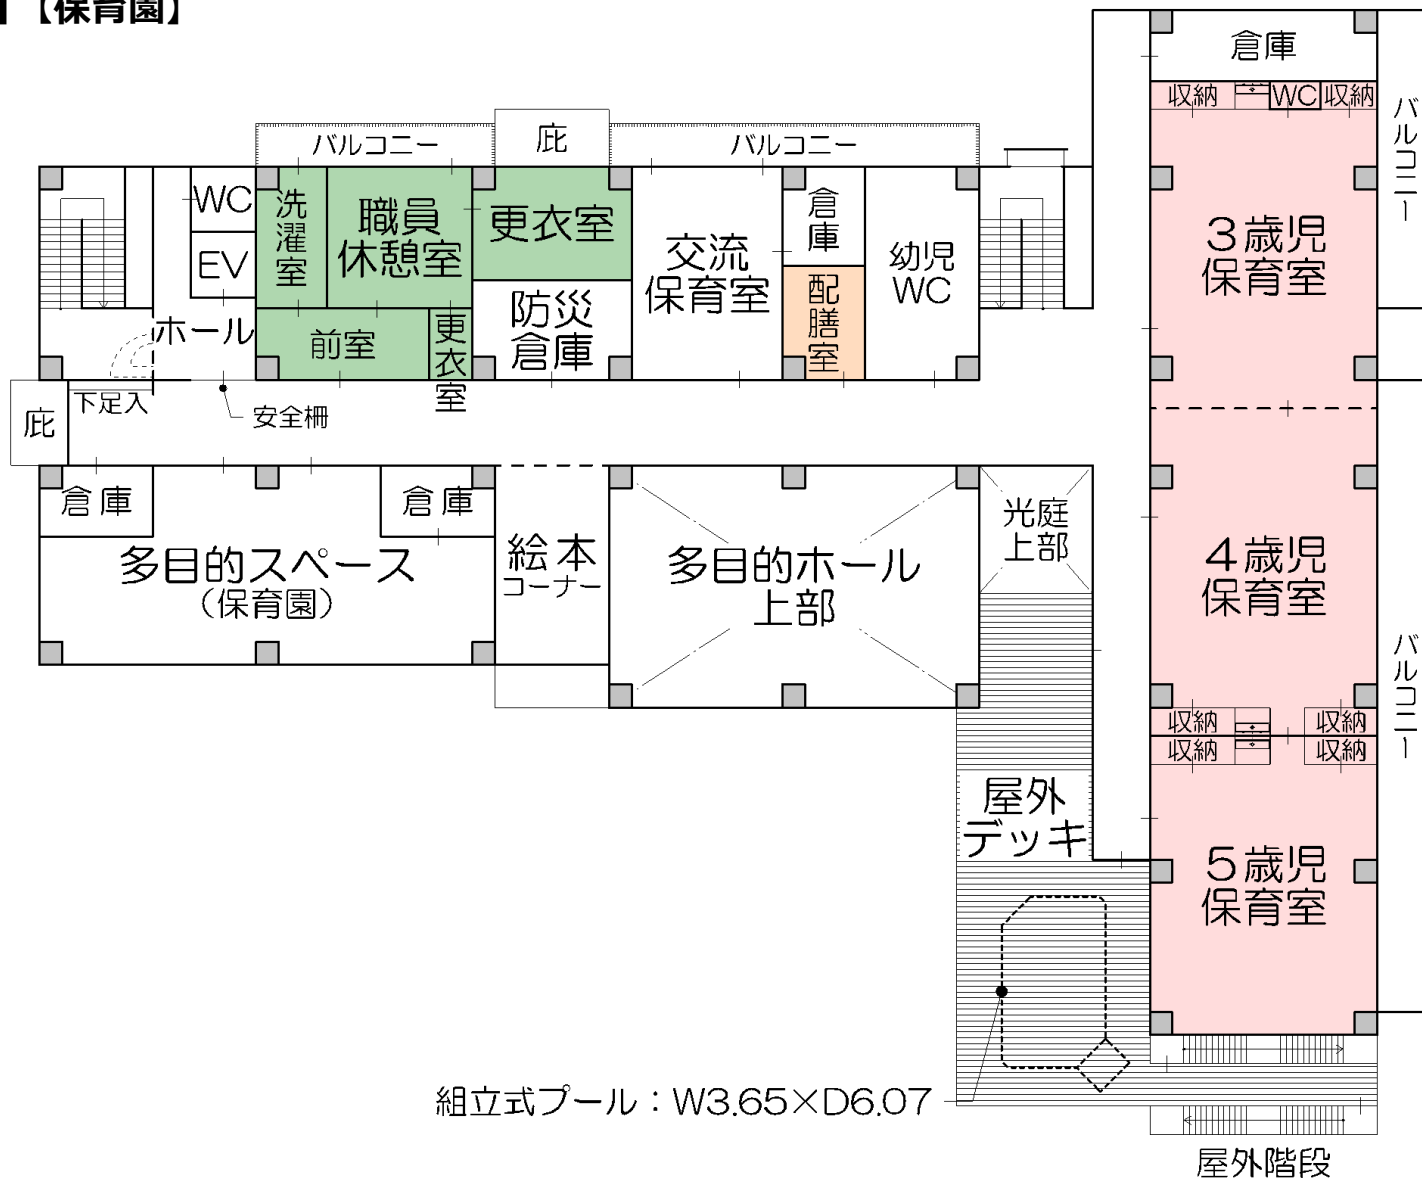 【保育園】
倉庫
収納
WC
収納
バルコニー
バルコニー
庇
バルコニー
WC
EV
洗濯室
職員
休憩室
更衣室
交流
保育室
倉庫
幼児
WC
3歳児
保育室
防災
倉庫
配膳室
ホール
前室
更衣室
下足入
安全柵
庇
倉庫
倉庫
多目的スペース
(保育園)
絵本
コーナー
多目的ホール
上部
光庭
上部
4歳児
保育室
バルコニー
収納
収納
収納
収納
屋外
デッキ
5歳児
保育室
組立式プール:W3.65×D6.07
屋外階段